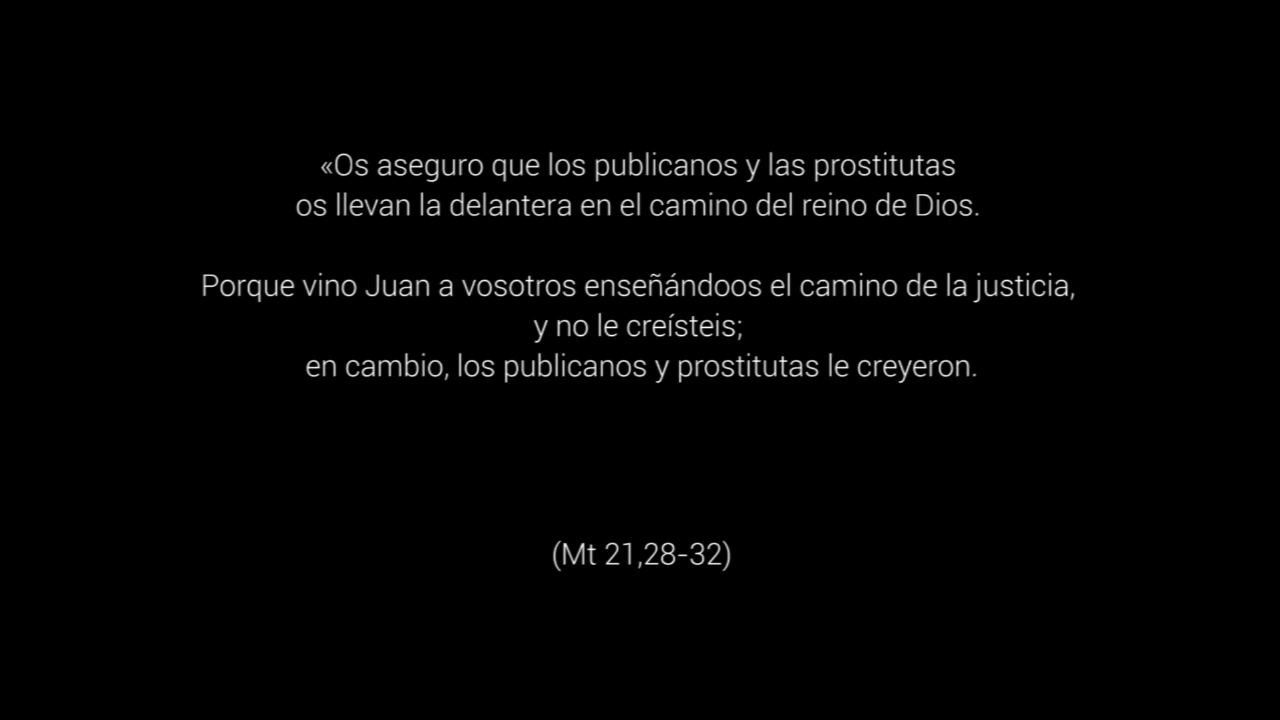 «Os aseguro que los publicanos y las prostitutas
os llevan la delantera en el camino del reino de Dios.
Porque vino Juan a vosotros enseñándoos el camino de la justicia,
y no le creísteis;
en cambio, los publicanos y prostitutas le creyeron.
(Mt 21,28-32)